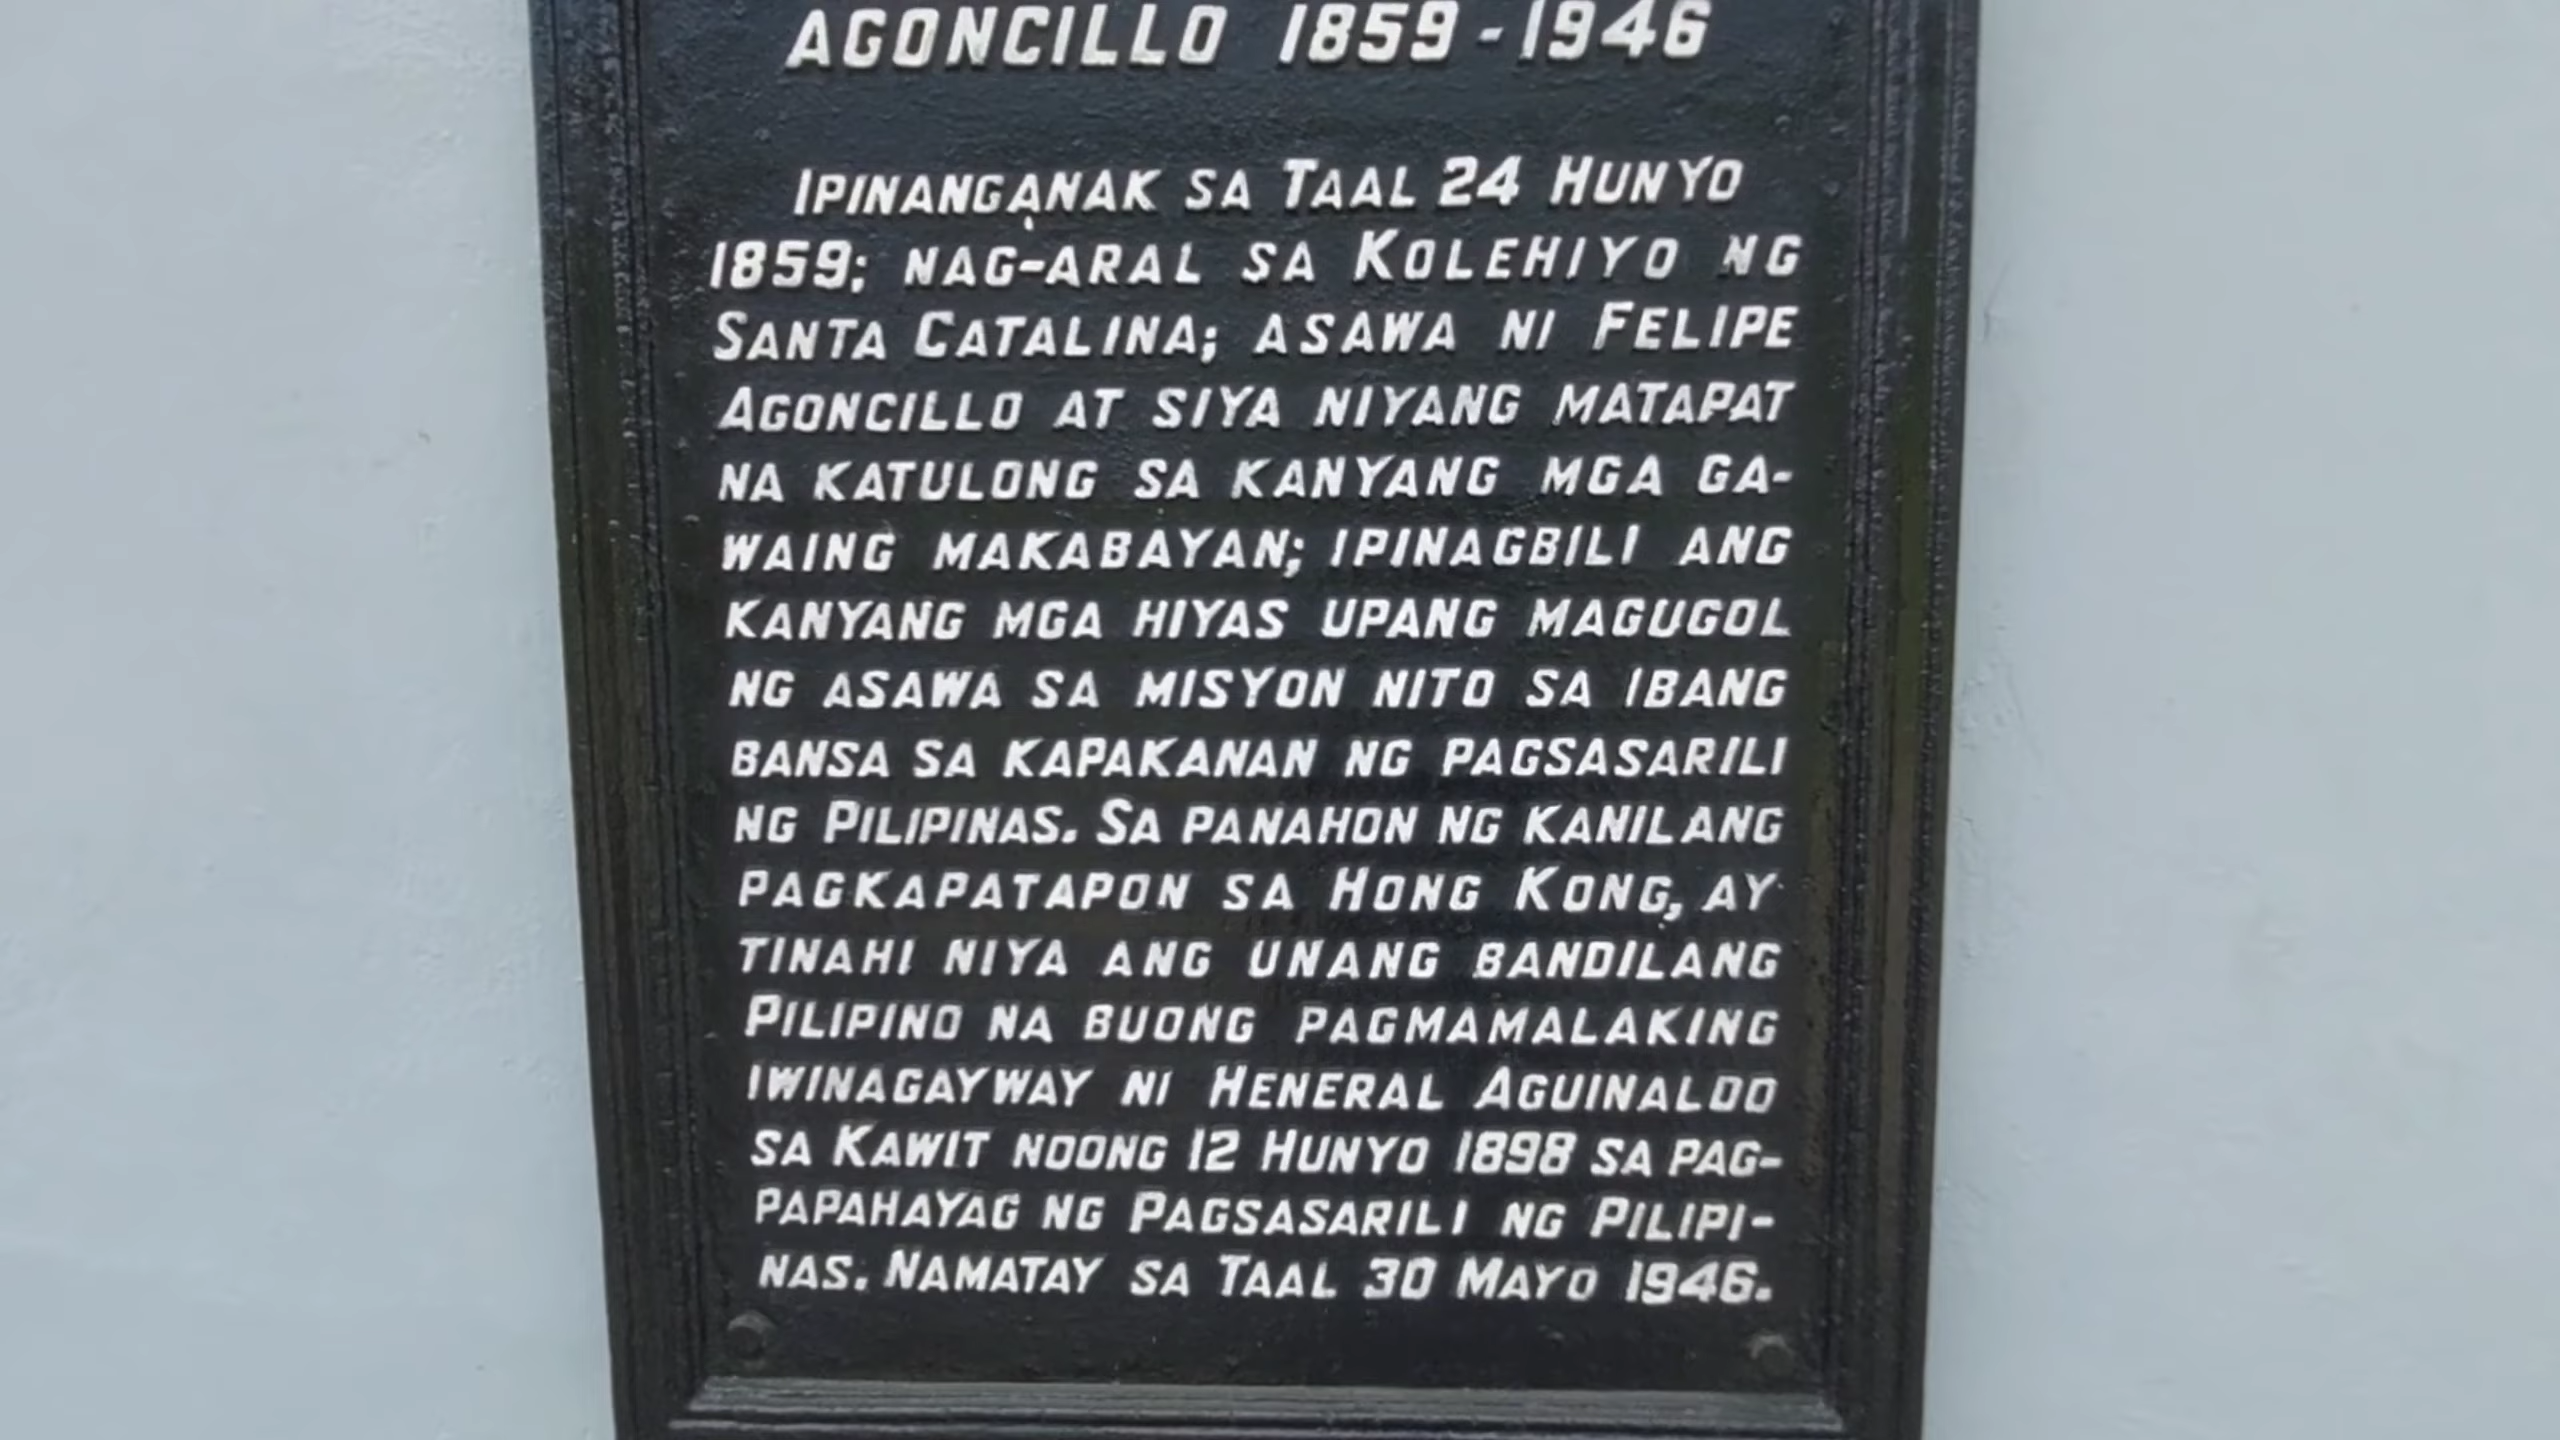 AGONCILLO 1859-1946
IPINANGANAK SA TAAL 24 HUNYO
1859; NAG-ARAL SA KOLEHIYO NG
SANTA CATALINA; ASAWA NI FELIPE
AGONCILLO AT SIYA NIYANG MATAPAT
NA KATULONG SA KANYANG MGA GA-
WAING MAKABAYAN; IPINAGBILI ANG
KANYANG MGA HIYAS UPANG MAGUGOL
NG ASAWA SA MISYON NITO SA IBANG
BANSA SA KAPAKANAN NG PAGSASARILI
NG PILIPINAS. SA PANAHON NG KANILANG
PAGKAPATAPON SA HONG KONG, AY
TINAHI NIYA ANG UNANG BANDILANG
PILIPINO NA BUONG PAGMAMALAKING
IWINAGAYWAY NI HENERAL AGUINALDO
SA KAWIT NOONG 12 HUNYO 1898 SA PAG-
PAPAHAYAG NG PAGSASARILI NG PILIPI-
NAS. NAMATAY SA TAAL 30 MAYO 1946.